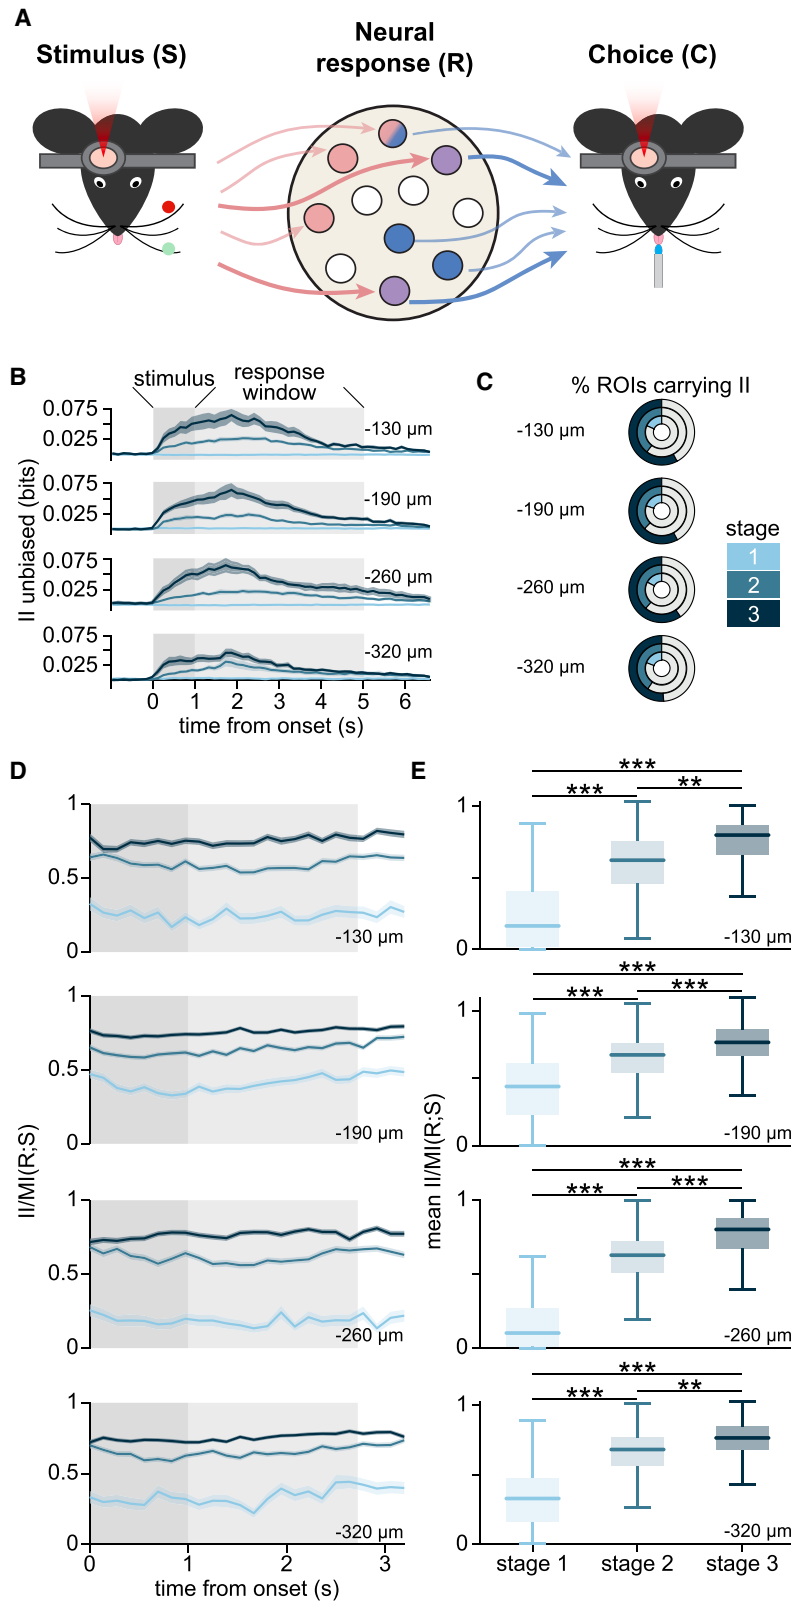 A
Stimulus (S)
Neural
response (R)
Choice (C)
B
stimulus
response
window
II unbiased (bits)
0.075
0.025
-130 µm
0.075
0.025
-190 µm
0.075
0.025
-260 µm
0.075
0.025
-320 µm
0 1 2 3 4 5 6
time from onset (s)
C
% ROIs carrying II
-130 µm
-190 µm
-260 µm
-320 µm
stage
1
2
3
D
II/MI(R;S)
1
0.5
0
-130 µm
1
0.5
0
-190 µm
1
0.5
0
-260 µm
1
0.5
0
-320 µm
0 1 2 3
time from onset (s)
E
mean II/MI(R;S)
***
*** **
1
0
-130 µm
***
*** ***
1
0
-190 µm
***
*** ***
1
0
-260 µm
***
*** **
1
0
-320 µm
stage 1 stage 2 stage 3